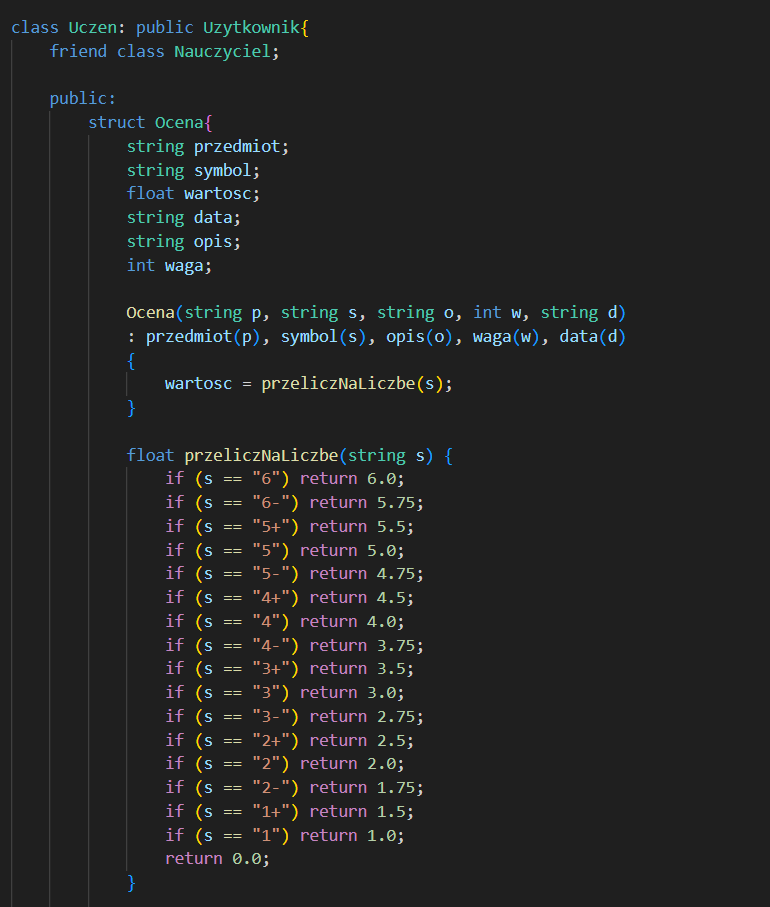 class Uczen: public Uzytkownik{
friend class Nauczyciel;
public:
struct Ocena{
string przedmiot;
string symbol;
float wartosc;
string data;
string opis;
int waga;
Ocena(string p, string s, string o, int w, string d)
: przedmiot(p), symbol(s), opis(o), waga(w), data(d)
{
wartosc = przeliczNaLiczbe(s);
}
float przeliczNaLiczbe(string s) {
if (s == "6") return 6.0;
if (s == "6-") return 5.75;
if (s == "5+") return 5.5;
if (s == "5") return 5.0;
if (s == "5-") return 4.75;
if (s == "4+") return 4.5;
if (s == "4") return 4.0;
if (s == "4-") return 3.75;
if (s == "3+") return 3.5;
if (s == "3") return 3.0;
if (s == "3-") return 2.75;
if (s == "2+") return 2.5;
if (s == "2") return 2.0;
if (s == "2-") return 1.75;
if (s == "1+") return 1.5;
if (s == "1") return 1.0;
return 0.0;
}